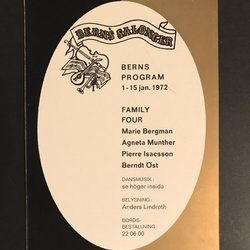 BERNS SALONGER
BERNS
PROGRAM
1-15 jan. 1972
FAMILY
FOUR
Marie Bergman
Agneta Munther
Pierre Isacsson
Berndt Öst
DANSMUSIK:
se höger insida
BELYSNING:
Anders Lindroth
BORDS-
BESTÄLLNING:
22 06 00